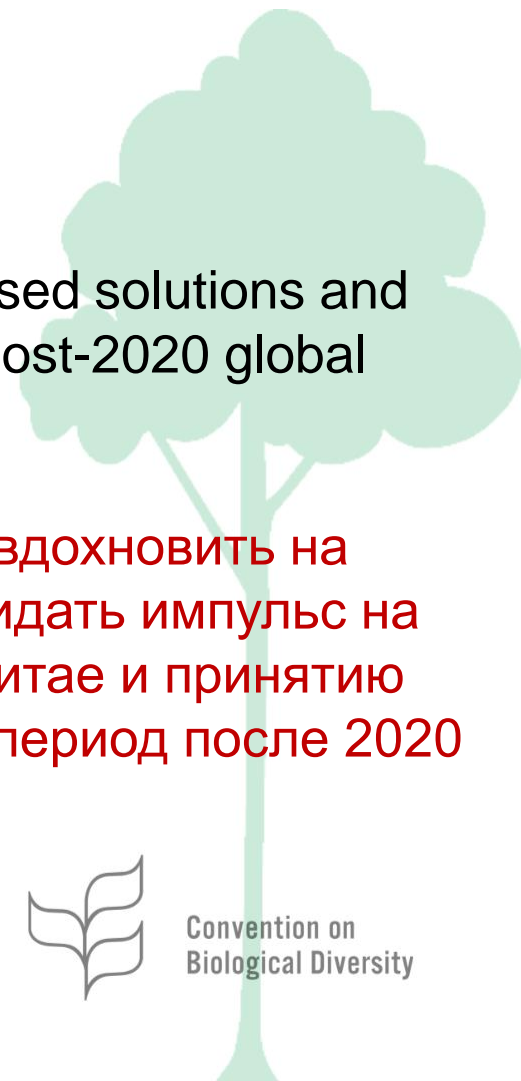 sed solutions and
ost-2020 global
вдохновить на
идать импульс на
итае и принятию
период после 2020
Convention on
Biological Diversity